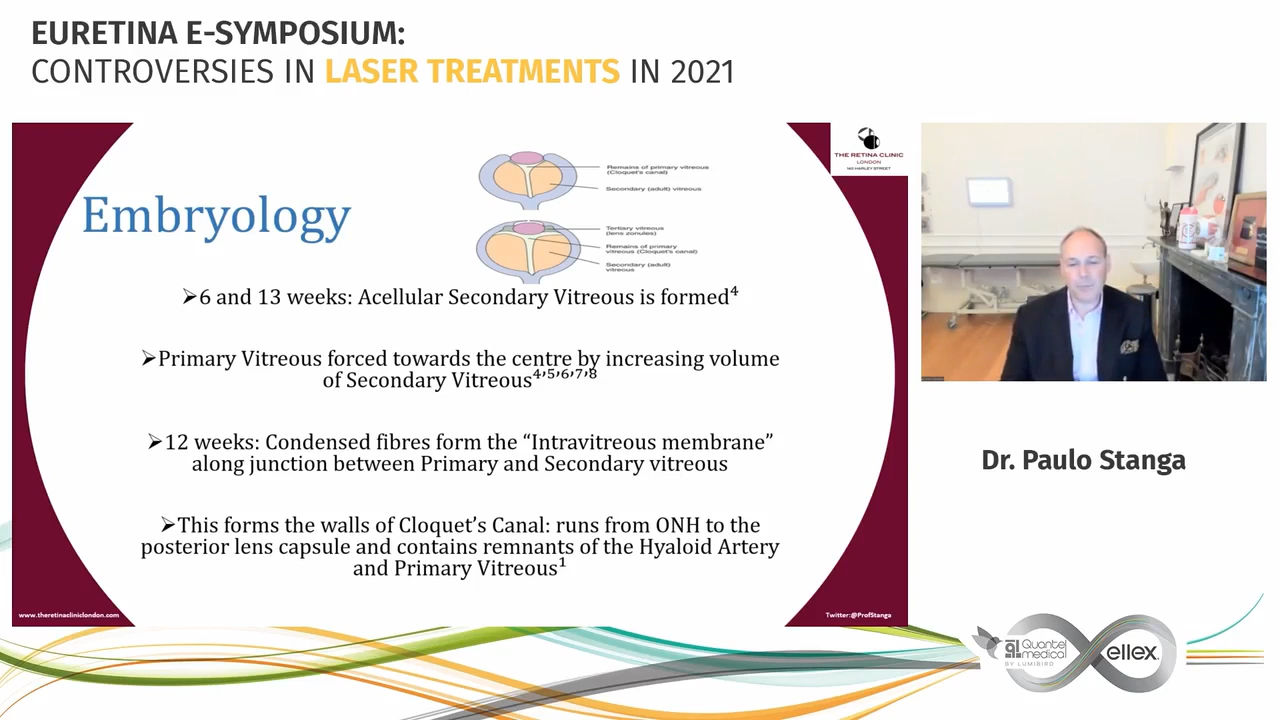 EURETINA E-SYMPOSIUM:
CONTROVERSIES IN LASER TREATMENTS IN 2021
THE RETINA CLINIC
LONDON
140 HARLEY STREET
Remains of primary vitreous
(Cloquet's canal)
Secondary (adult) vitreous
Embryology
Tertiary vitreous
(lens zonules)
Remains of primary
vitreous (Cloquet's canal)
Secondary (adult)
vitreous
➢6 and 13 weeks: Acellular Secondary Vitreous is formed⁴
➢Primary Vitreous forced towards the centre by increasing volume
of Secondary Vitreous⁴’⁵’⁶’⁷’⁸
➢12 weeks: Condensed fibres form the “Intravitreous membrane”
along junction between Primary and Secondary vitreous
➢This forms the walls of Cloquet’s Canal: runs from ONH to the
posterior lens capsule and contains remnants of the Hyaloid Artery
and Primary Vitreous¹
www.theretinacliniclondon.com
Twitter:@ProfStanga
Dr. Paulo Stanga
Quantel
medical
BY LUMIBIRD
ellex